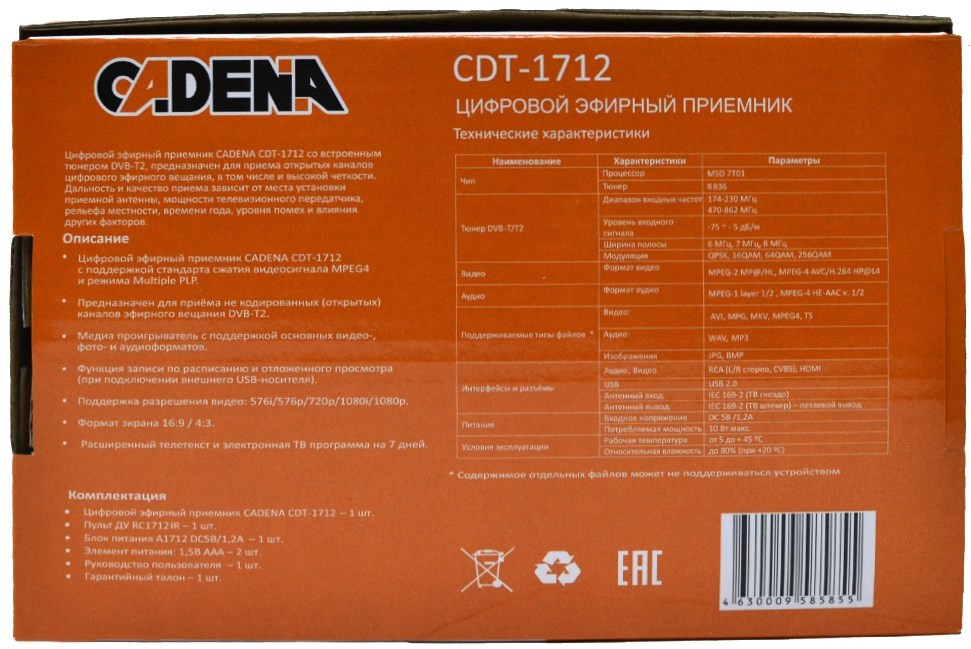 CADENA
Цифровой эфирный приемник CADENA CDT-1712 со встроенным
тюнером DVB-T2, предназначен для приема открытых каналов
цифрового эфирного вещания, в том числе и высокой четкости.
Дальность и качество приема зависит от места установки
приемной антенны, мощности телевизионного передатчика,
рельефа местности, времени года, уровня помех и влияния
других факторов.
Описание
• Цифровой эфирный приемник CADENA CDT-1712
с поддержкой стандарта сжатия видеосигнала MPEG4
и режима Multiple PLP.
• Предназначен для приёма не кодированных (открытых)
каналов эфирного вещания DVB-T2.
• Медиа проигрыватель с поддержкой основных видео-,
фото- и аудиоформатов.
• Функция записи по расписанию и отложенного просмотра
(при подключении внешнего USB-носителя).
• Поддержка разрешения видео: 576i/576p/720p/1080i/1080p.
• Формат экрана 16:9 / 4:3.
• Расширенный телетекст и электронная ТВ программа на 7 дней.
Комплектация
• Цифровой эфирный приемник CADENA CDT-1712 – 1 шт.
• Пульт ДУ RC1712IR – 1 шт.
• Блок питания A1712 DC5В/1,2А – 1 шт.
• Элемент питания: 1,5В ААА – 2 шт.
• Руководство пользователя – 1 шт.
• Гарантийный талон – 1 шт.
CDT-1712
ЦИФРОВОЙ ЭФИРНЫЙ ПРИЕМНИК
Технические характеристики
Наименование Характеристики Параметры
Чип Процессор MSD 7T01
Тюнер R836
Тюнер DVB-T/T2 Диапазон входных частот 174-230 МГц
470-862 МГц
Уровень входного сигнала -75 ~ - 5 дБ/м
Ширина полосы 6 МГц, 7 МГц, 8 МГц
Модуляция QPSK, 16QAM, 64QAM, 256QAM
Видео Формат видео MPEG-2 MP@/HL, MPEG-4 AVC/H.264 HP@L4
Аудио Формат аудио MPEG-1 layer 1/2 , MPEG-4 HE-AAC v. 1/2
Поддерживаемые типы файлов * Видео: AVI, MPG, MKV, MPEG4, TS
Аудио: WAV, MP3
Изображения JPG, BMP
Интерфейсы и разъёмы Аудио, Видео RCA (L/R стерео, CVBS), HDMI
USB USB 2.0
Антенный вход IEC 169-2 (ТВ гнездо)
Антенный вывод IEC 169-2 (ТВ штекер) – петлевой выход
Питание Входное напряжение DC 5В /1,2А
Потребляемая мощность 10 Вт макс.
Условия эксплуатации Рабочая температура от 5 до + 45 ºС
Относительная влажность до 80% (при +20 ºС)
* Содержимое отдельных файлов может не поддерживаться устройством
EAC
4 630009 585855